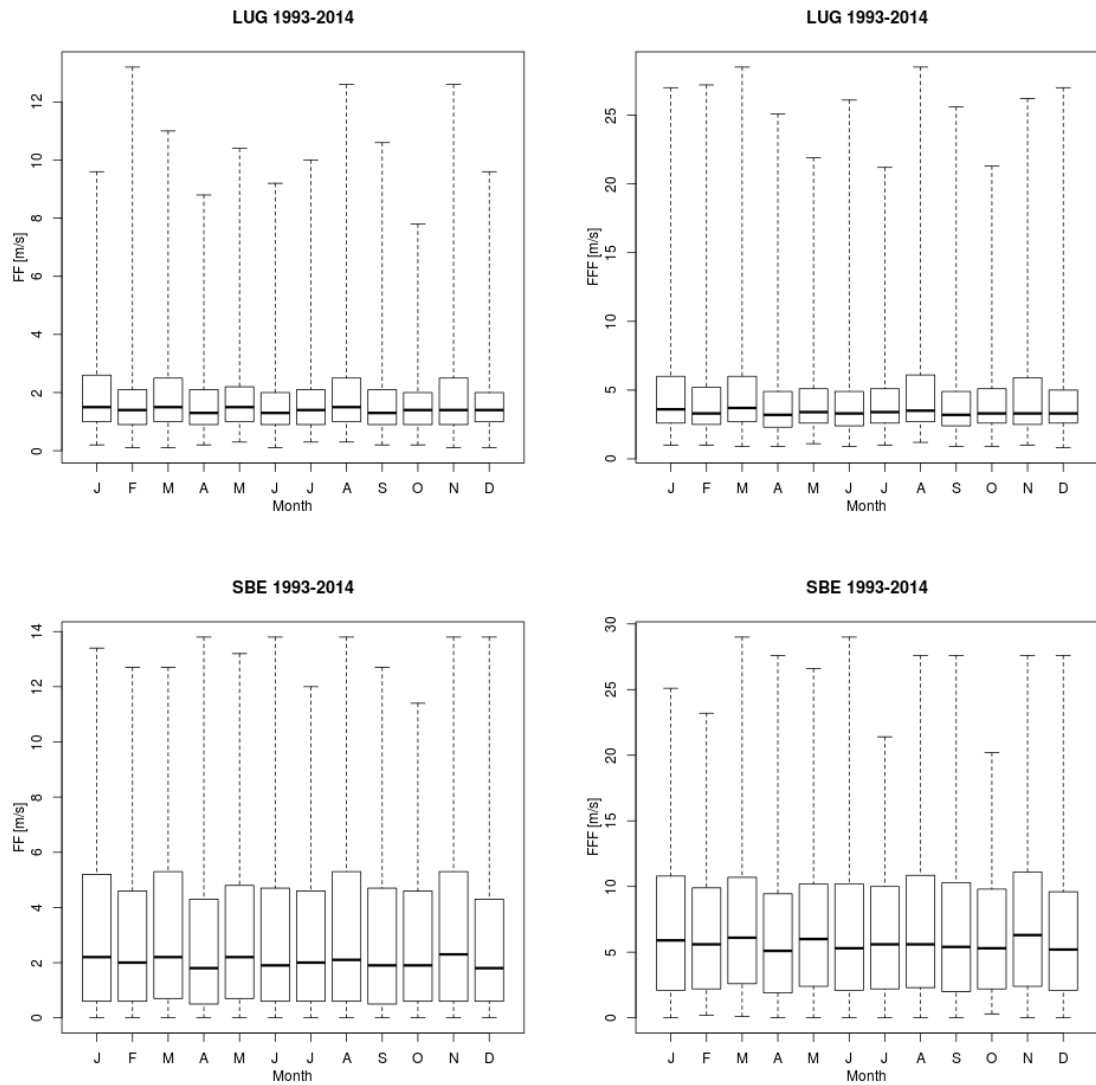 LUG 1993-2014
FF [m/s]
12
10
8
6
4
2
0
J F M A M J J A S O N D
Month
LUG 1993-2014
FFF [m/s]
25
20
15
10
5
0
J F M A M J J A S O N D
Month
SBE 1993-2014
FF [m/s]
14
12
10
8
6
4
2
0
J F M A M J J A S O N D
Month
SBE 1993-2014
FFF [m/s]
30
25
20
15
10
5
0
J F M A M J J A S O N D
Month